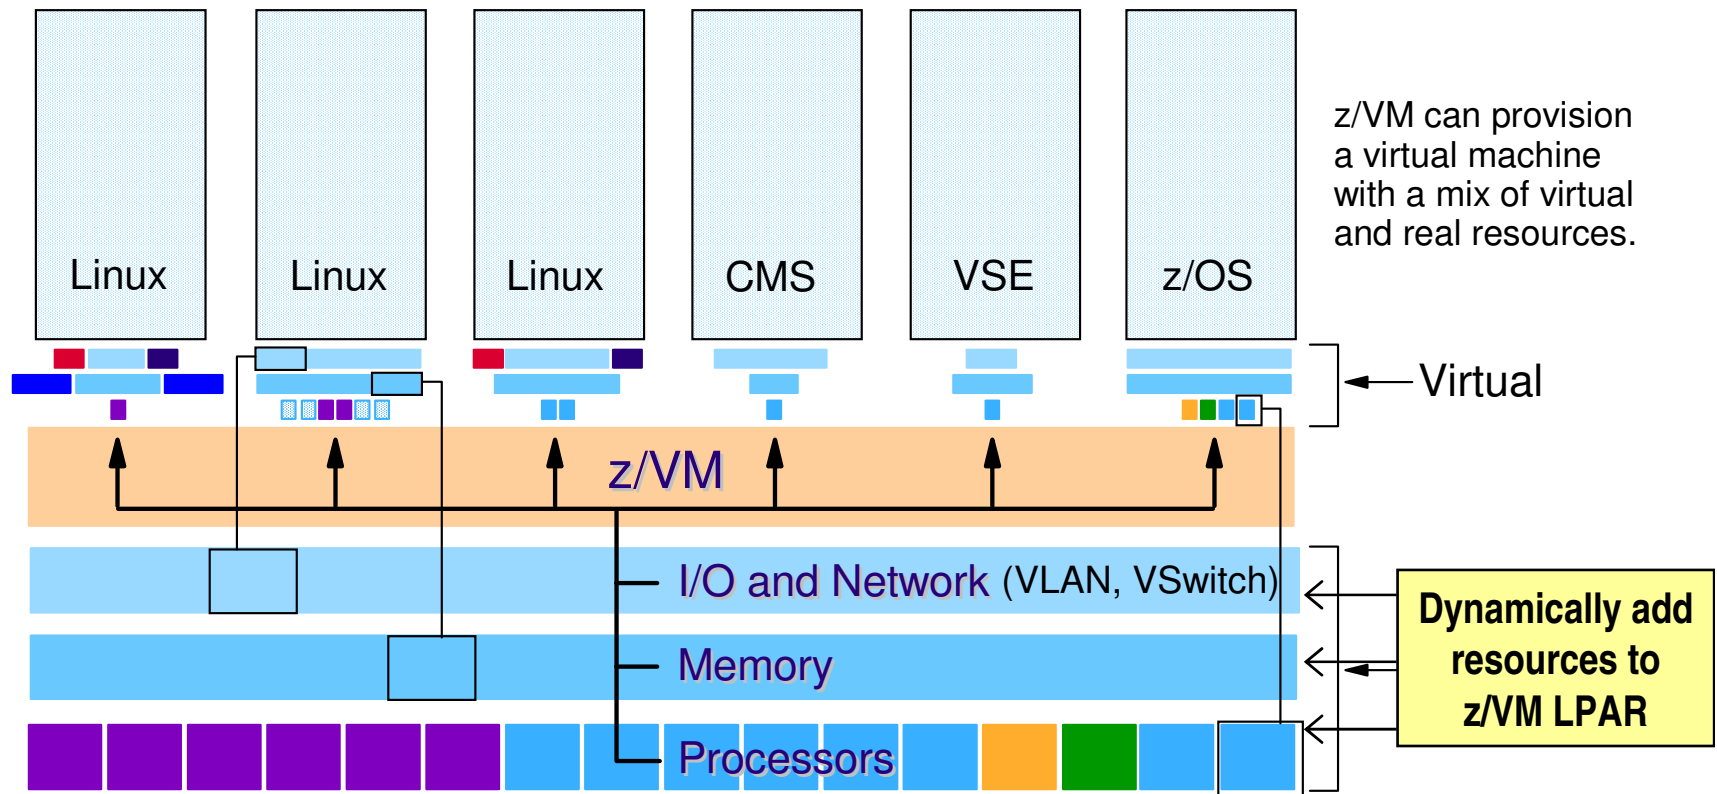 z/VM can provision
a virtual machine
with a mix of virtual
and real resources.
Linux
Linux
Linux
CMS
VSE
z/OS
Virtual
z/VM
I/O and Network (VLAN, VSwitch)
Memory
Processors
Dynamically add
resources to
z/VM LPAR